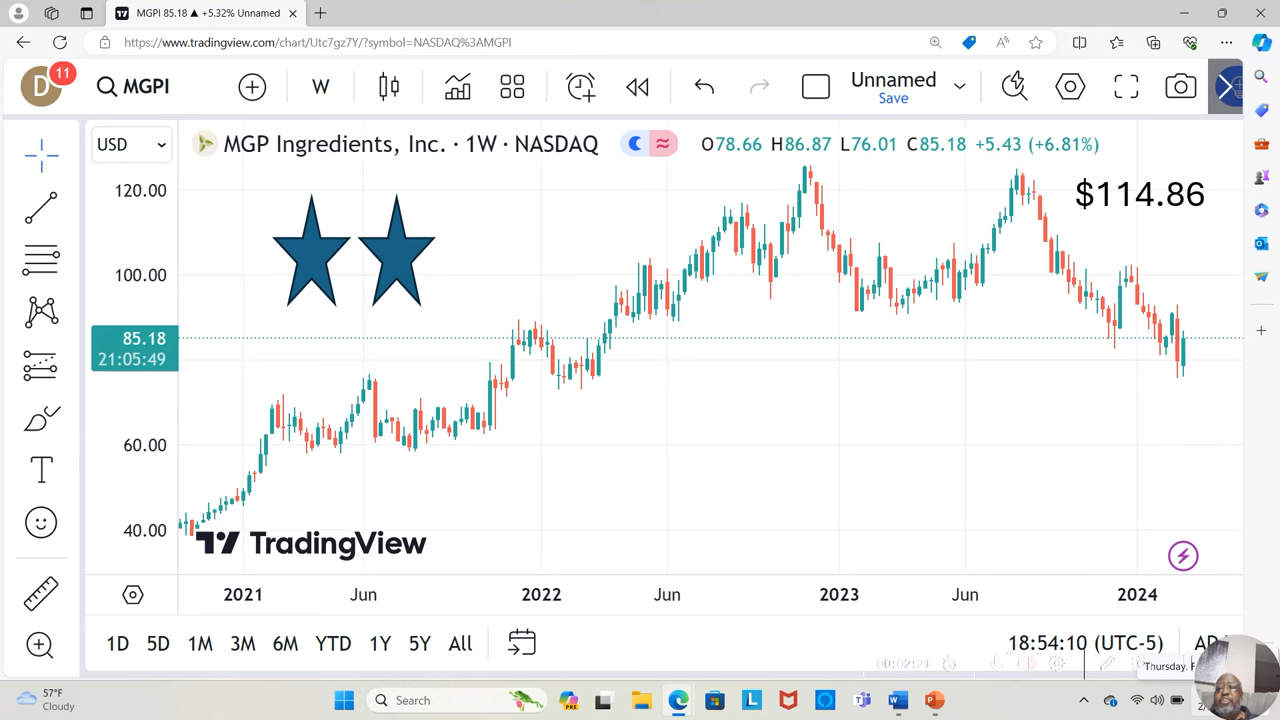 MGPI 85.18 ▲ +5.32% Unnamed
https://www.tradingview.com/chart/Utc7gz7Y/?symbol=NASDAQ%3AMGPI
D
11
MGPI
W
Unnamed
Save
USD
MGP Ingredients, Inc. · 1W · NASDAQ
O78.66 H86.87 L76.01 C85.18 +5.43 (+6.81%)
$114.86
120.00
100.00
85.18
21:05:49
60.00
40.00
TradingView
2021
Jun
2022
Jun
2023
Jun
2024
1D 5D 1M 3M 6M YTD 1Y 5Y All
18:54:10 (UTC-5)
00:02:21
Thursday,
57°F
Cloudy
Search